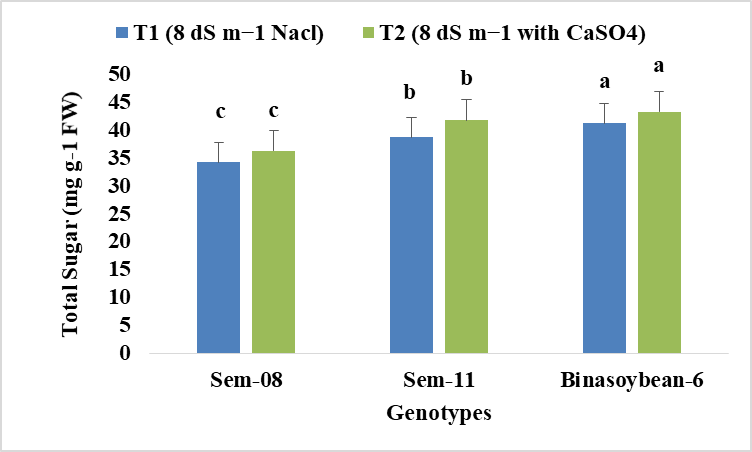 T1 (8 dS m−1 Nacl) T2 (8 dS m−1 with CaSO4)
50
45
40
35
30
25
20
15
10
5
0
Total Sugar (mg g-1 FW)
c c b b a a
Sem-08 Sem-11 Binasoybean-6
Genotypes